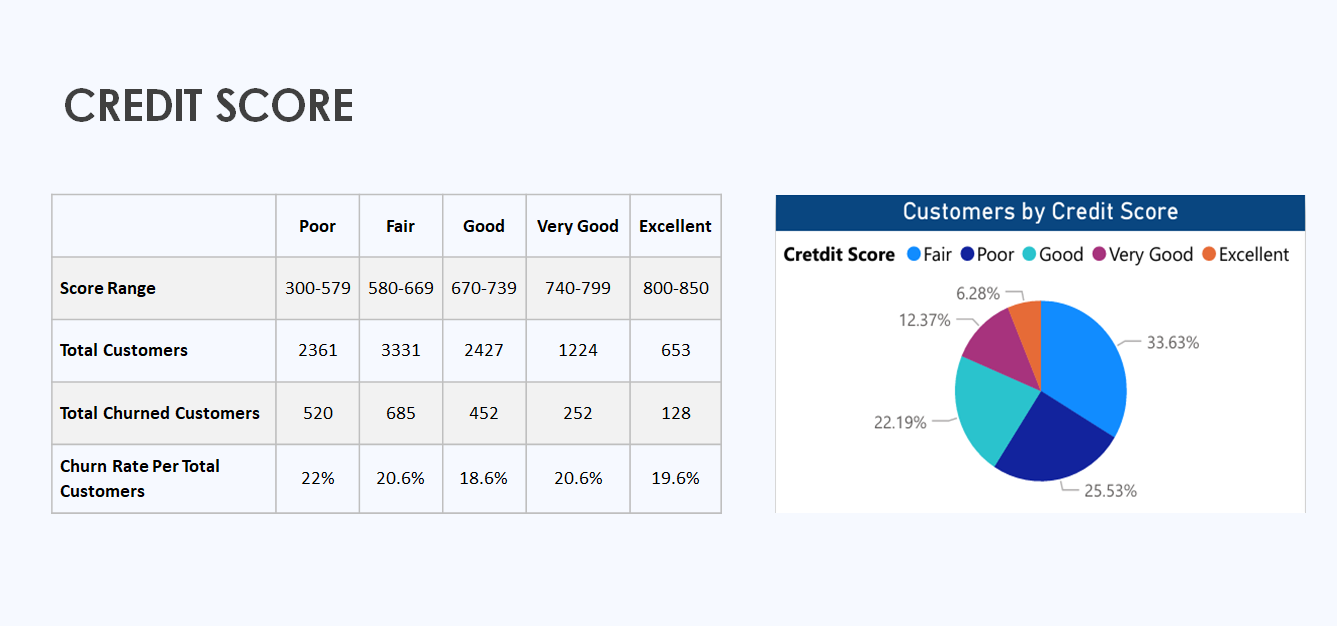 CREDIT SCORE
Poor Fair Good Very Good Excellent
Score Range 300-579 580-669 670-739 740-799 800-850
Total Customers 2361 3331 2427 1224 653
Total Churned Customers 520 685 452 252 128
Churn Rate Per Total
Customers 22% 20.6% 18.6% 20.6% 19.6%
Customers by Credit Score
Cretdit Score Fair Poor Good Very Good Excellent
6.28%
12.37%
33.63%
22.19%
25.53%